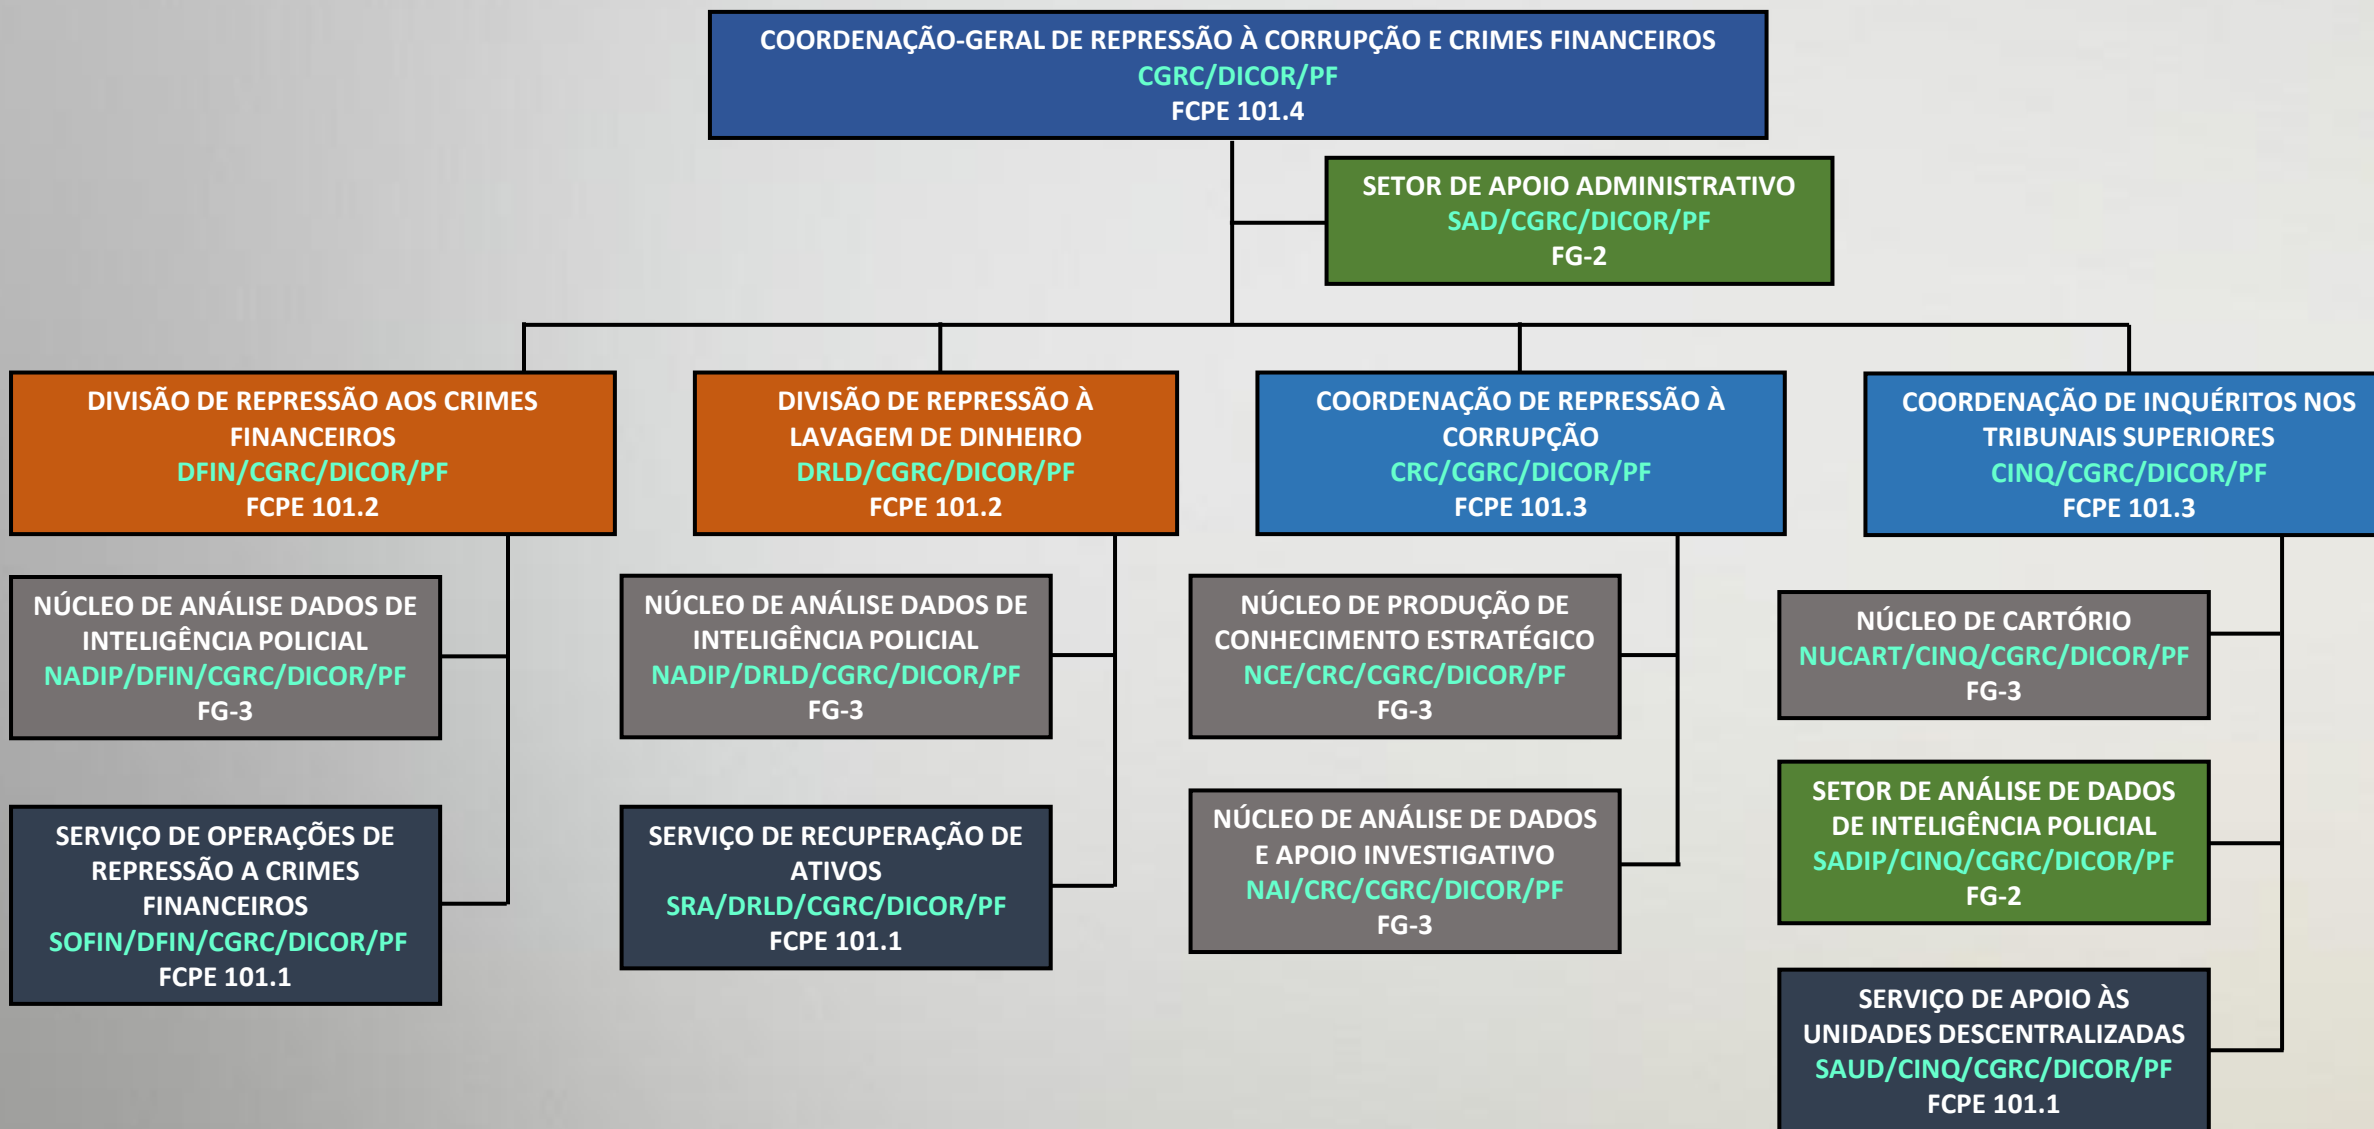 COORDENAÇÃO-GERAL DE REPRESSÃO À CORRUPÇÃO E CRIMES FINANCEIROS
CGRC/DICOR/PF
FCPE 101.4
SETOR DE APOIO ADMINISTRATIVO
SAD/CGRC/DICOR/PF
FG-2
DIVISÃO DE REPRESSÃO AOS CRIMES
FINANCEIROS
DFIN/CGRC/DICOR/PF
FCPE 101.2
DIVISÃO DE REPRESSÃO À
LAVAGEM DE DINHEIRO
DRLD/CGRC/DICOR/PF
FCPE 101.2
COORDENAÇÃO DE REPRESSÃO À
CORRUPÇÃO
CRC/CGRC/DICOR/PF
FCPE 101.3
COORDENAÇÃO DE INQUÉRITOS NOS
TRIBUNAIS SUPERIORES
CINQ/CGRC/DICOR/PF
FCPE 101.3
NÚCLEO DE ANÁLISE DADOS DE
INTELIGÊNCIA POLICIAL
NADIP/DFIN/CGRC/DICOR/PF
FG-3
NÚCLEO DE ANÁLISE DADOS DE
INTELIGÊNCIA POLICIAL
NADIP/DRLD/CGRC/DICOR/PF
FG-3
NÚCLEO DE PRODUÇÃO DE
CONHECIMENTO ESTRATÉGICO
NCE/CRC/CGRC/DICOR/PF
FG-3
NÚCLEO DE CARTÓRIO
NUCART/CINQ/CGRC/DICOR/PF
FG-3
SERVIÇO DE OPERAÇÕES DE
REPRESSÃO A CRIMES
FINANCEIROS
SOFIN/DFIN/CGRC/DICOR/PF
FCPE 101.1
SERVIÇO DE RECUPERAÇÃO DE
ATIVOS
SRA/DRLD/CGRC/DICOR/PF
FCPE 101.1
NÚCLEO DE ANÁLISE DE DADOS
E APOIO INVESTIGATIVO
NAI/CRC/CGRC/DICOR/PF
FG-3
SETOR DE ANÁLISE DE DADOS
DE INTELIGÊNCIA POLICIAL
SADIP/CINQ/CGRC/DICOR/PF
FG-2
SERVIÇO DE APOIO ÀS
UNIDADES DESCENTRALIZADAS
SAUD/CINQ/CGRC/DICOR/PF
FCPE 101.1